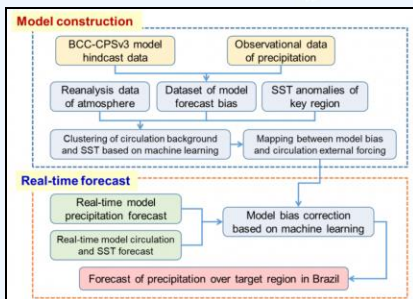 Model construction
BCC-CPSv3 model
hindcast data
Observational data
of precipitation
Reanalysis data
of atmosphere
Dataset of model
forecast bias
SST anomalies of
key region
Clustering of circulation background
and SST based on machine learning
Mapping between model bias
and circulation external forcing
Real-time forecast
Real-time model
precipitation forecast
Real-time model circulation
and SST forecast
Model bias correction
based on machine learning
Forecast of precipitation over target region in Brazil